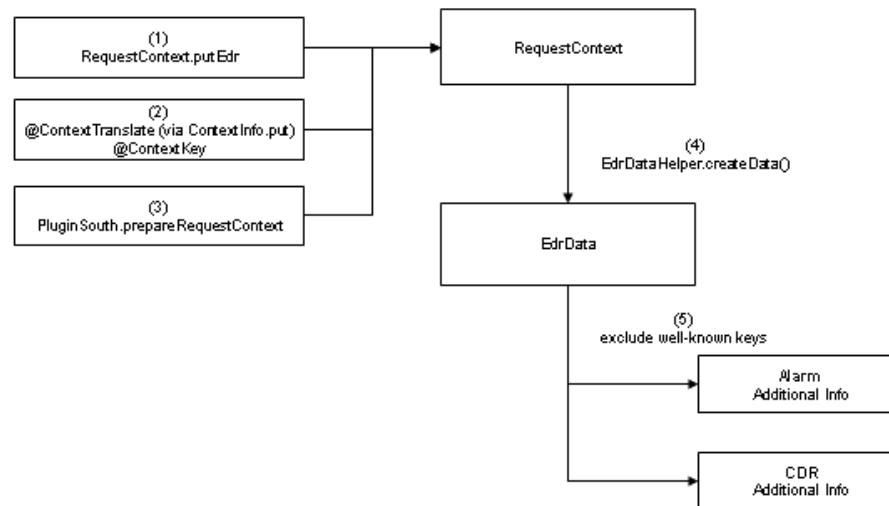 (1)
RequestContext.putEdr
RequestContext
(2)
@ContextTranslate (via ContextInfo.put)
@ContextKey
(4)
EdrDataHelper.createData()
(3)
PluginSouth.prepareRequestContext
EdrData
(5)
exclude well-known keys
Alarm
Additional Info
CDR
Additional Info